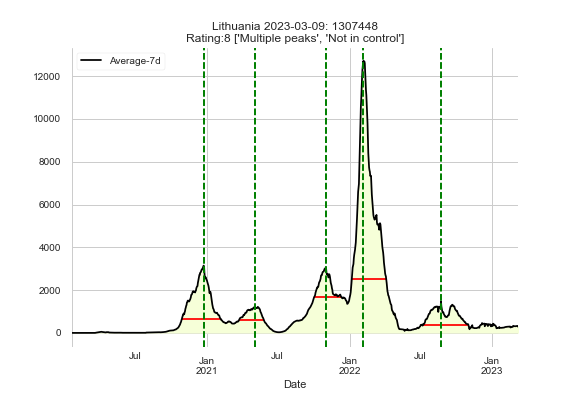 Lithuania 2023-03-09: 1307448
Rating:8 ['Multiple peaks', 'Not in control']
Average-7d
12000
10000
8000
6000
4000
2000
0
Jul
Jan
2021
Jul
Jan
2022
Jul
Jan
2023
Date